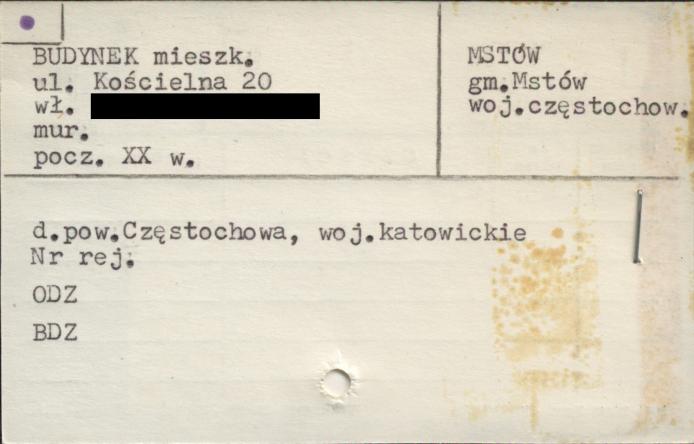 BUDYNEK mieszk.
ul. Kościelna 20
wł.
mur.
pocz. XX w.
MSTÓW
gm.Mstów
woj.częstochow.
d.pow.Częstochowa, woj.katowickie
Nr rej.
ODZ
BDZ